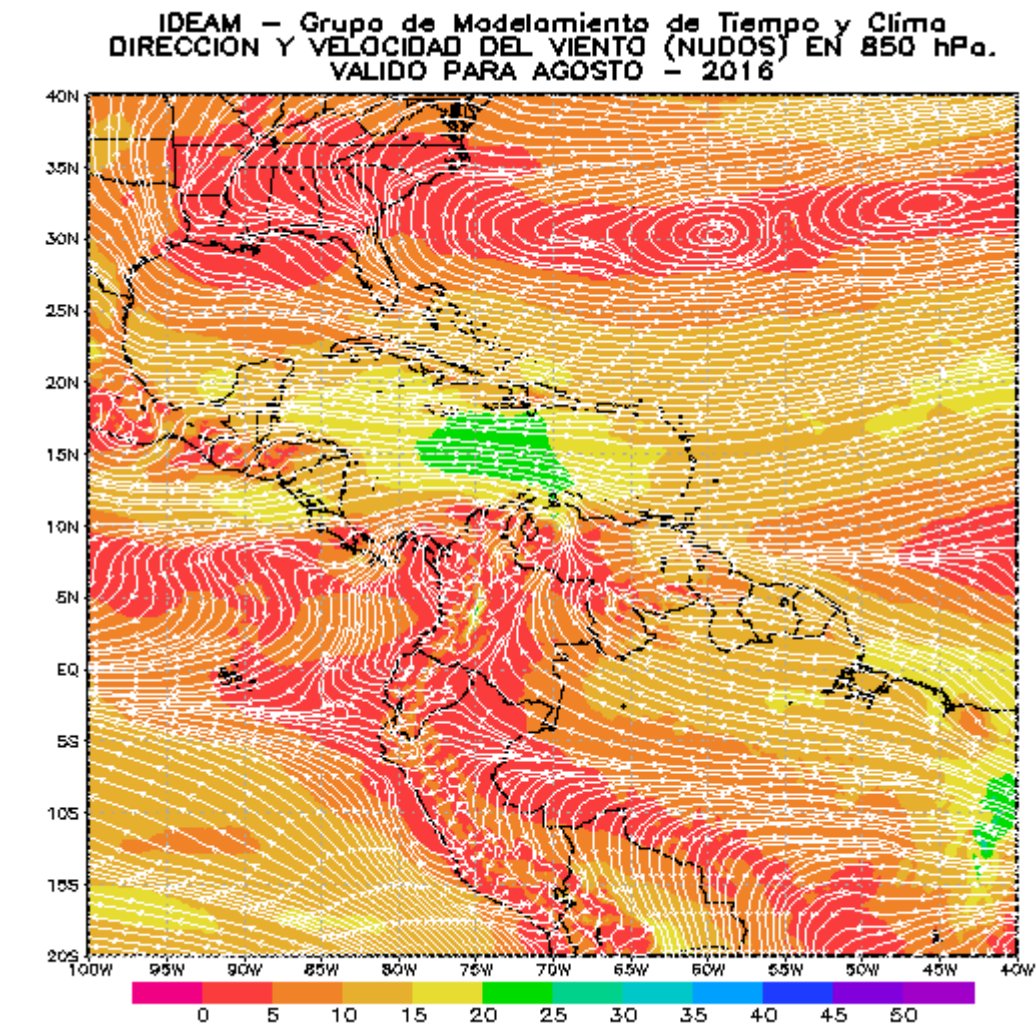 IDEAM – Grupo de Modelamiento de Tiempo y Clima
DIRECCION Y VELOCIDAD DEL VIENTO (NUDOS) EN 850 hPa.
VALIDO PARA AGOSTO – 2016
40N
35N
30N
25N
20N
15N
10N
5N
EQ
5S
10S
15S
20S
100W 95W 90W 85W 80W 75W 70W 65W 60W 55W 50W 45W 40W
0 5 10 15 20 25 30 35 40 45 50